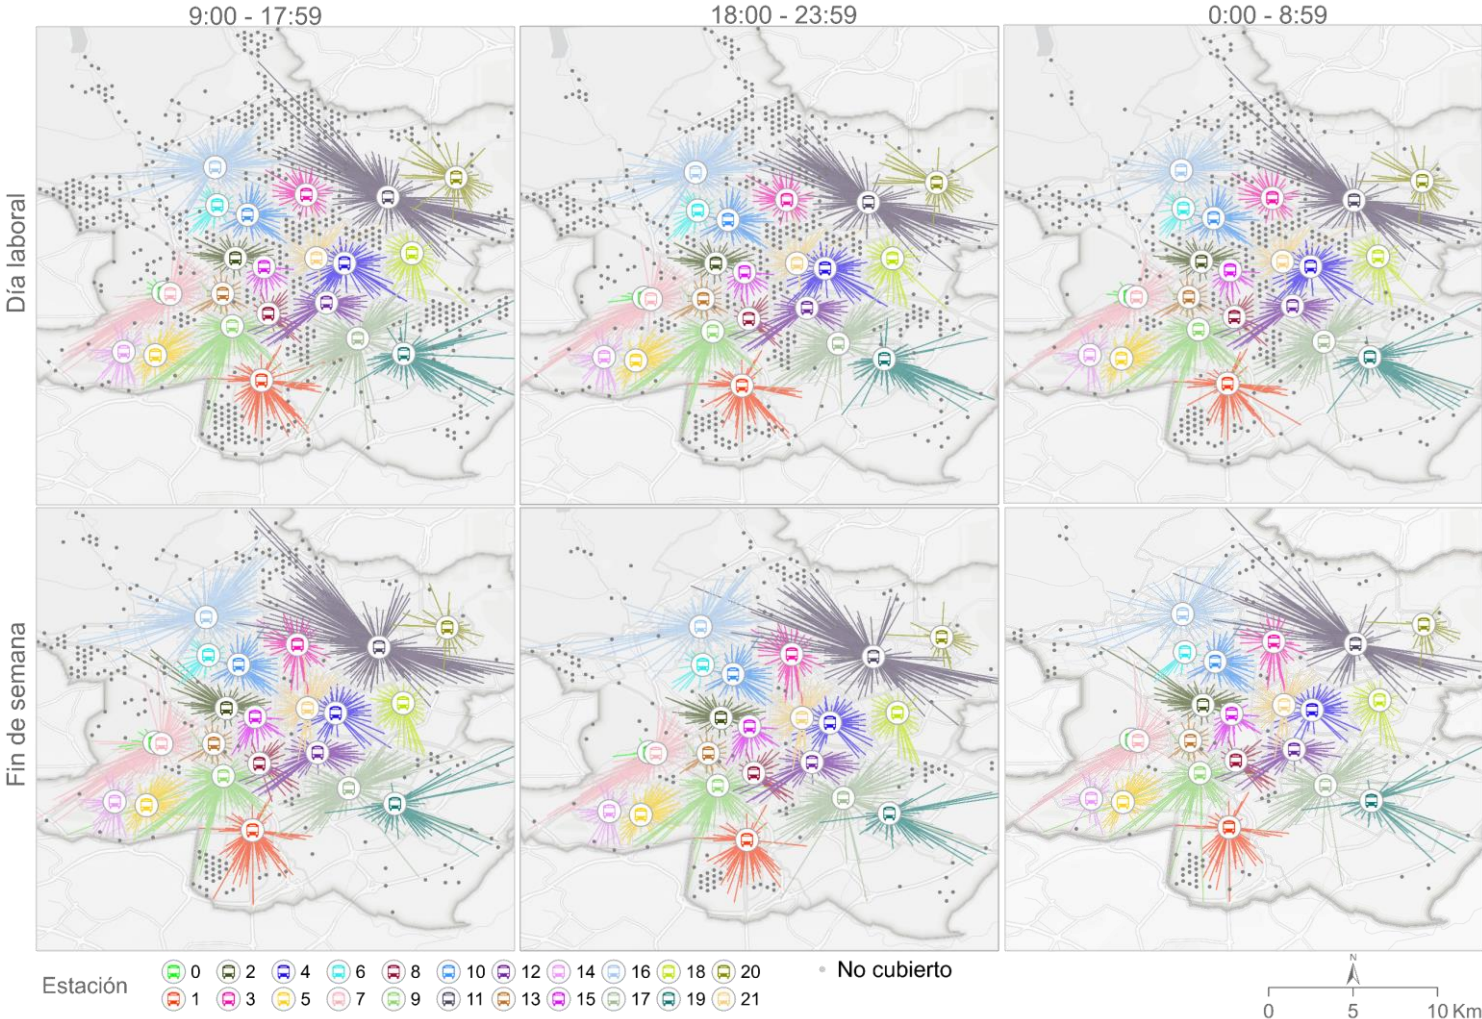 9:00 - 17:59 18:00 - 23:59 0:00 - 8:59
Día laboral
Fin de semana
Estación
0 2 4 6 8 10 12 14 16 18 20
1 3 5 7 9 11 13 15 17 19 21
No cubierto
N
0 5 10 Km